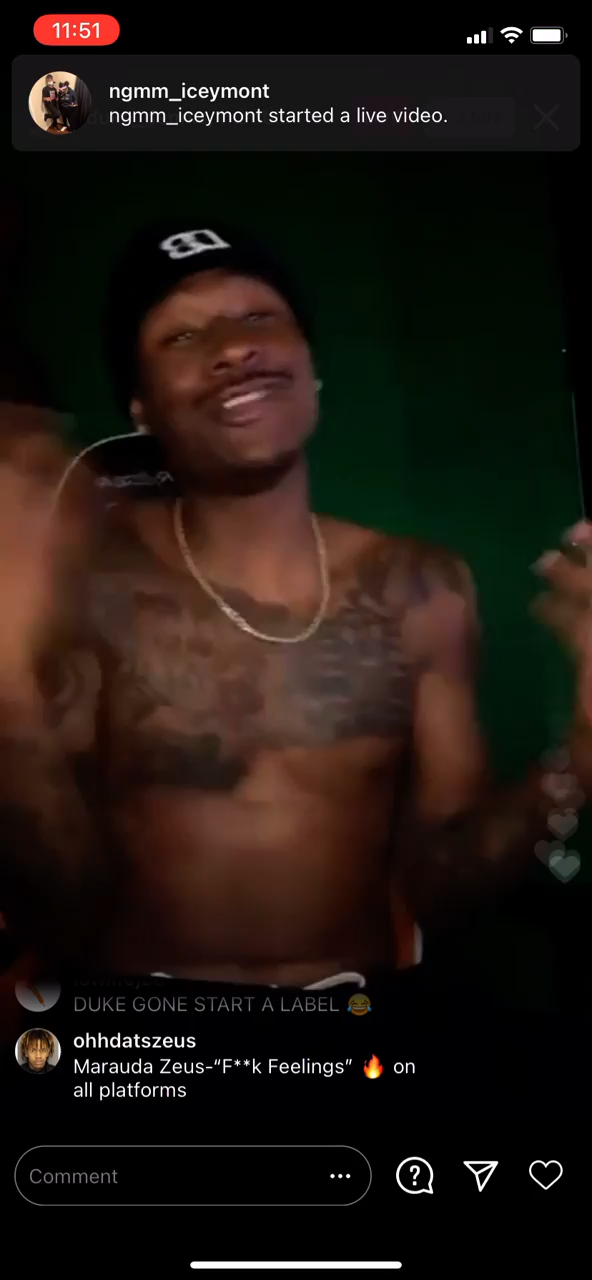 11:51
ngmm_iceymont
ngmm_iceymont started a live video.
DUKE GONE START A LABEL 😂
ohhdatszeus
Marauda Zeus-“F**k Feelings” 🔥 on
all platforms
Comment